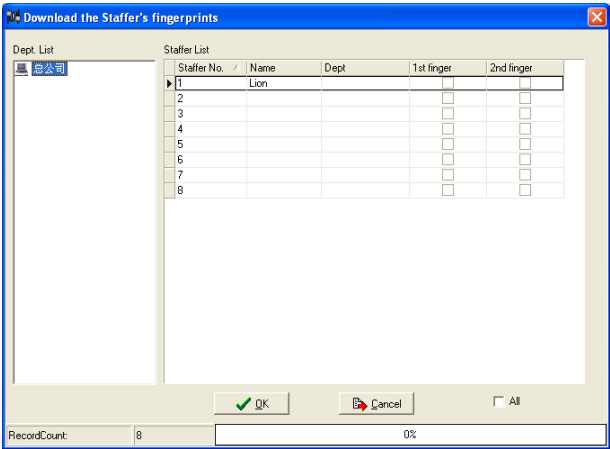 Download the Staffer's fingerprints
Dept. List
Staffer List
总公司
Staffer No. Name Dept 1st finger 2nd finger
1 Lion
2
3
4
5
6
7
8
OK Cancel All
RecordCount: 8 0%